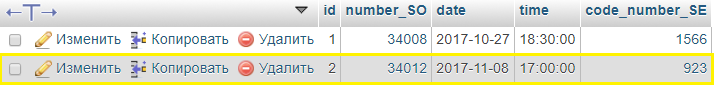 id number_SO date time code_number_SE
Изменить Копировать Удалить 1 34008 2017-10-27 18:30:00 1566
Изменить Копировать Удалить 2 34012 2017-11-08 17:00:00 923